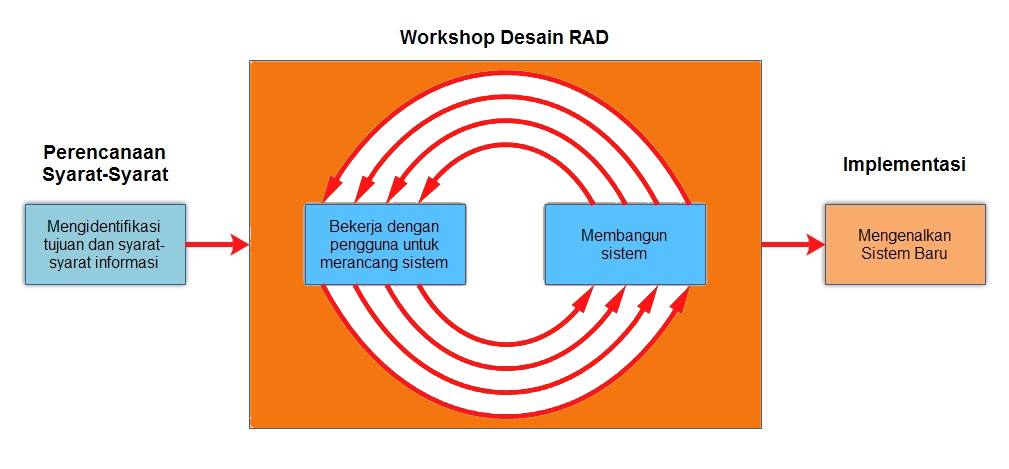 Workshop Desain RAD
Perencanaan
Syarat-Syarat
Mengidentifikasi
tujuan dan syarat-
syarat informasi
Bekerja dengan
pengguna untuk
merancang sistem
Membangun
sistem
Implementasi
Mengenalkan
Sistem Baru